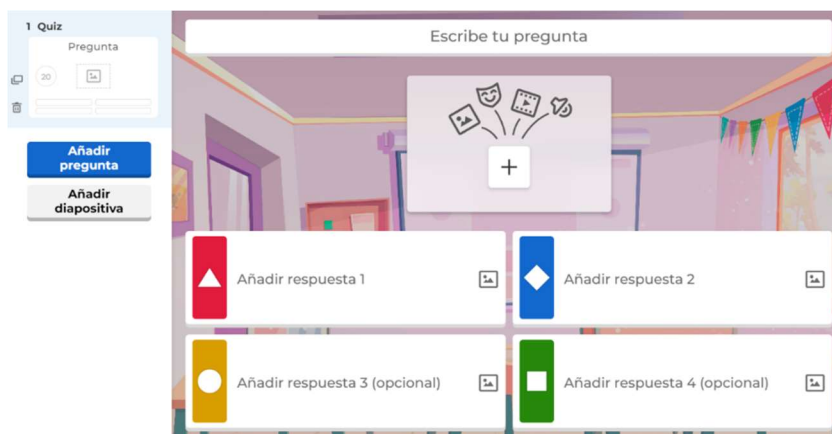 1 Quiz
Pregunta
20
Añadir
pregunta
Añadir
diapositiva
Escribe tu pregunta
Añadir respuesta 1
Añadir respuesta 2
Añadir respuesta 3 (opcional)
Añadir respuesta 4 (opcional)